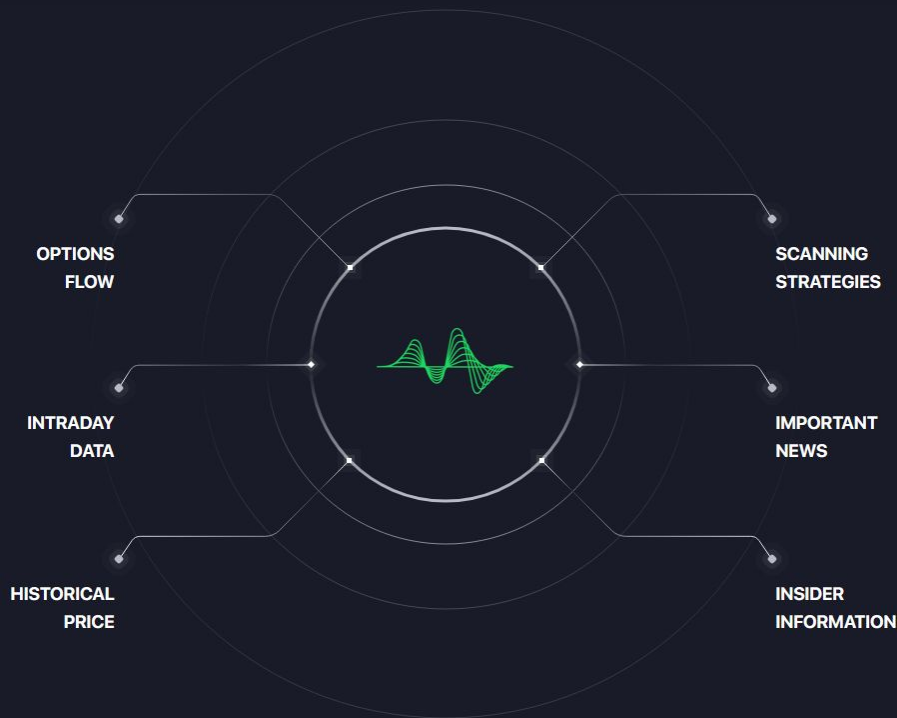 OPTIONS
FLOW
SCANNING
STRATEGIES
INTRADAY
DATA
IMPORTANT
NEWS
HISTORICAL
PRICE
INSIDER
INFORMATION